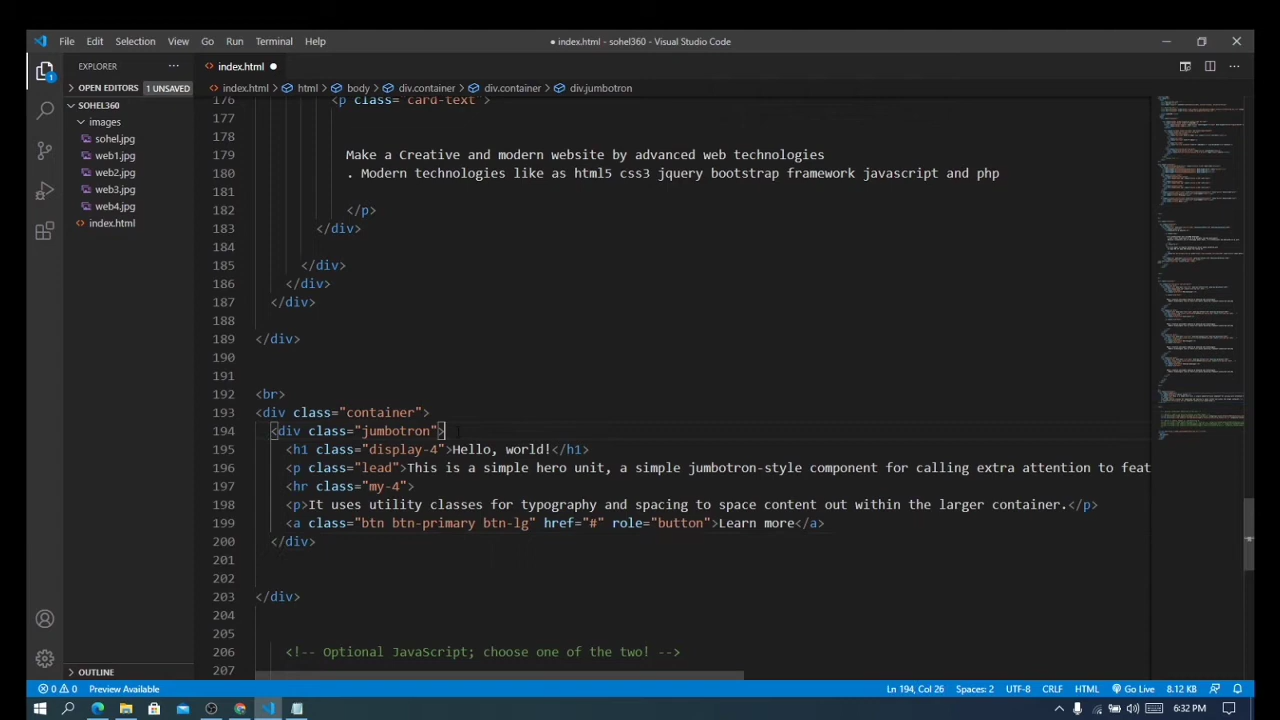 File Edit Selection View Go Run Terminal Help
● index.html - sohel360 - Visual Studio Code
EXPLORER
index.html
OPEN EDITORS 1 UNSAVED
index.html > html > body > div.container > div.container > div.jumbotron
SOHEL360
images
sohel.jpg
web1.jpg
web2.jpg
web3.jpg
web4.jpg
index.html
1
176 <p class="card-text">
177
178
179 Make a Creative and mdern website by advanced web technologies
180 . Modern technologies like as html5 css3 jquery bootstrap framework javascript and php
181
182 </p>
183 </div>
184
185 </div>
186 </div>
187 </div>
188
189 </div>
190
191
192 <br>
193 <div class="container">
194 <div class="jumbotron">
195 <h1 class="display-4">Hello, world!</h1>
196 <p class="lead">This is a simple hero unit, a simple jumbotron-style component for calling extra attention to feat
197 <hr class="my-4">
198 <p>It uses utility classes for typography and spacing to space content out within the larger container.</p>
199 <a class="btn btn-primary btn-lg" href="#" role="button">Learn more</a>
200 </div>
201
202
203 </div>
204
205
206 <!-- Optional JavaScript; choose one of the two! -->
207
OUTLINE
0 0 Preview Available
Ln 194, Col 26 Spaces: 2 UTF-8 CRLF HTML Go Live 8.12 KB
6:32 PM